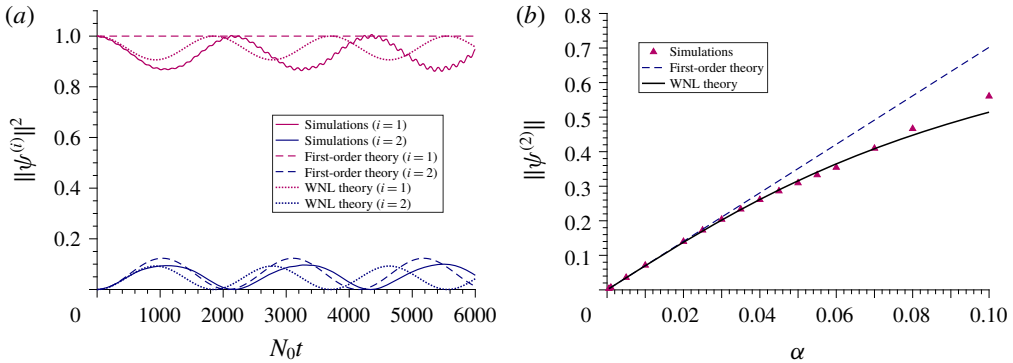 (a)
1.0
0.8
0.6
0.4
0.2
||ψ^(i)||^2
Simulations (i = 1)
Simulations (i = 2)
First-order theory (i = 1)
First-order theory (i = 2)
WNL theory (i = 1)
WNL theory (i = 2)
0
1000
2000
3000
4000
5000
6000
N_0t
(b)
0.8
0.7
0.6
0.5
0.4
0.3
0.2
0.1
||ψ^(2)||
Simulations
First-order theory
WNL theory
0
0.02
0.04
0.06
0.08
0.10
α